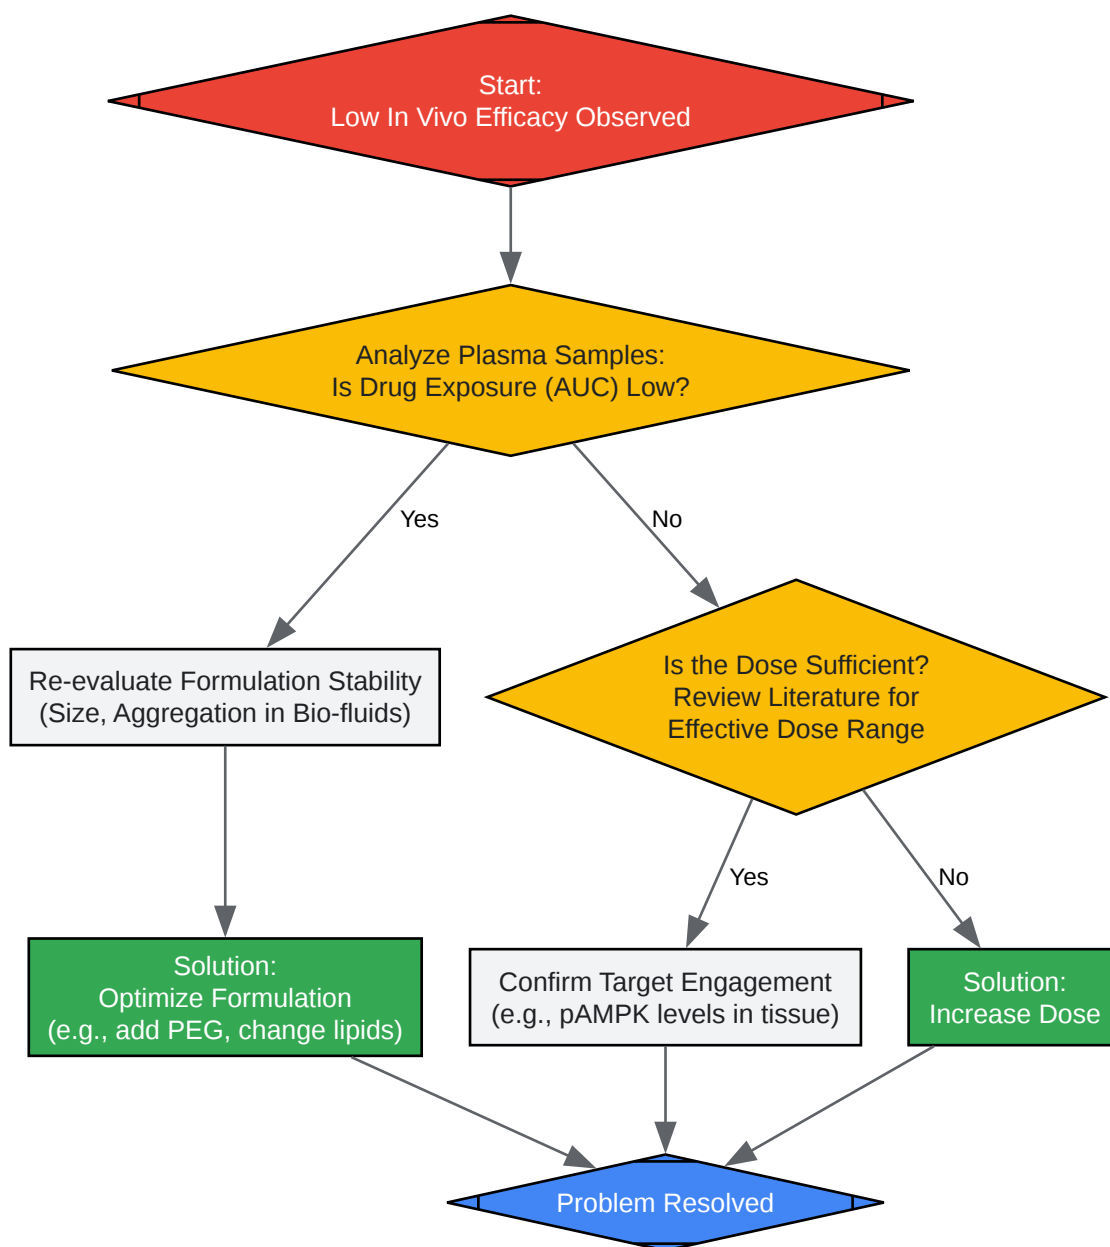 Start:
Low In Vivo Efficacy Observed
Analyze Plasma Samples:
Is Drug Exposure (AUC) Low?
Yes
No
Re-evaluate Formulation Stability
(Size, Aggregation in Bio-fluids)
Is the Dose Sufficient?
Review Literature for
Effective Dose Range
Yes
No
Solution:
Optimize Formulation
(e.g., add PEG, change lipids)
Confirm Target Engagement
(e.g., pAMPK levels in tissue)
Solution:
Increase Dose
Problem Resolved